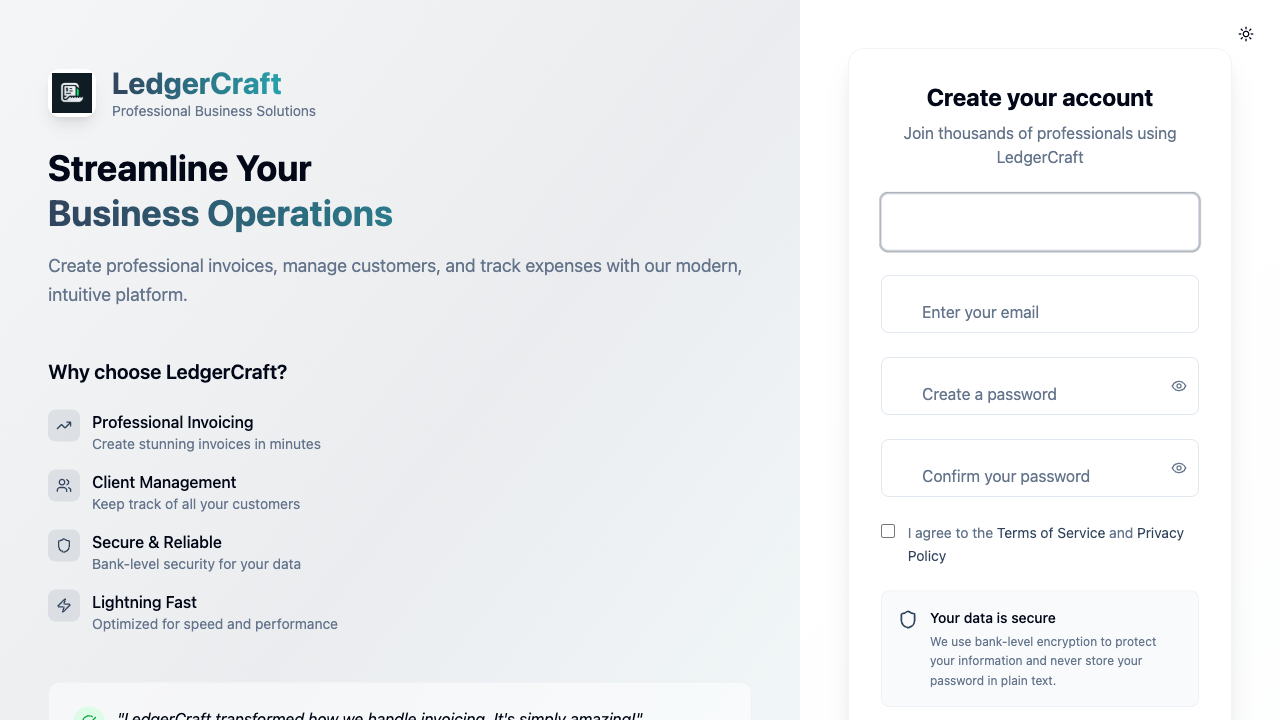 LedgerCraft
Professional Business Solutions
Streamline Your
Business Operations
Create professional invoices, manage customers, and track expenses with our modern,
intuitive platform.
Why choose LedgerCraft?
Professional Invoicing
Create stunning invoices in minutes
Client Management
Keep track of all your customers
Secure & Reliable
Bank-level security for your data
Lightning Fast
Optimized for speed and performance
"LedgerCraft transformed how we handle invoicing. It's simply amazing!"
Create your account
Join thousands of professionals using
LedgerCraft
Enter your email
Create a password
Confirm your password
I agree to the Terms of Service and Privacy
Policy
Your data is secure
We use bank-level encryption to protect
your information and never store your
password in plain text.